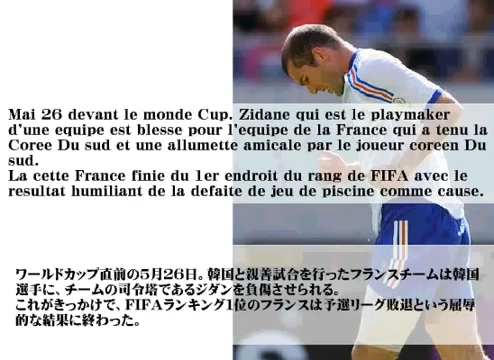 Mai 26 devant le monde Cup. Zidane qui est le playmaker
d'une equipe est blesse pour l'equipe de la France qui a tenu la
Coree Du sud et une allumette amicale par le joueur coreen Du
sud.
La cette France finie du 1er endroit du rang de FIFA avec le
resultat humiliant de la defaite de jeu de piscine comme cause.
ワールドカップ直前の5月26日。韓国と親善試合を行ったフランスチームは韓国
選手に、チームの司令塔であるジダンを負傷させられる。
これがきっかけで、FIFAランキング1位のフランスは予選リーグ敗退という屈辱
的な結果に終わった。